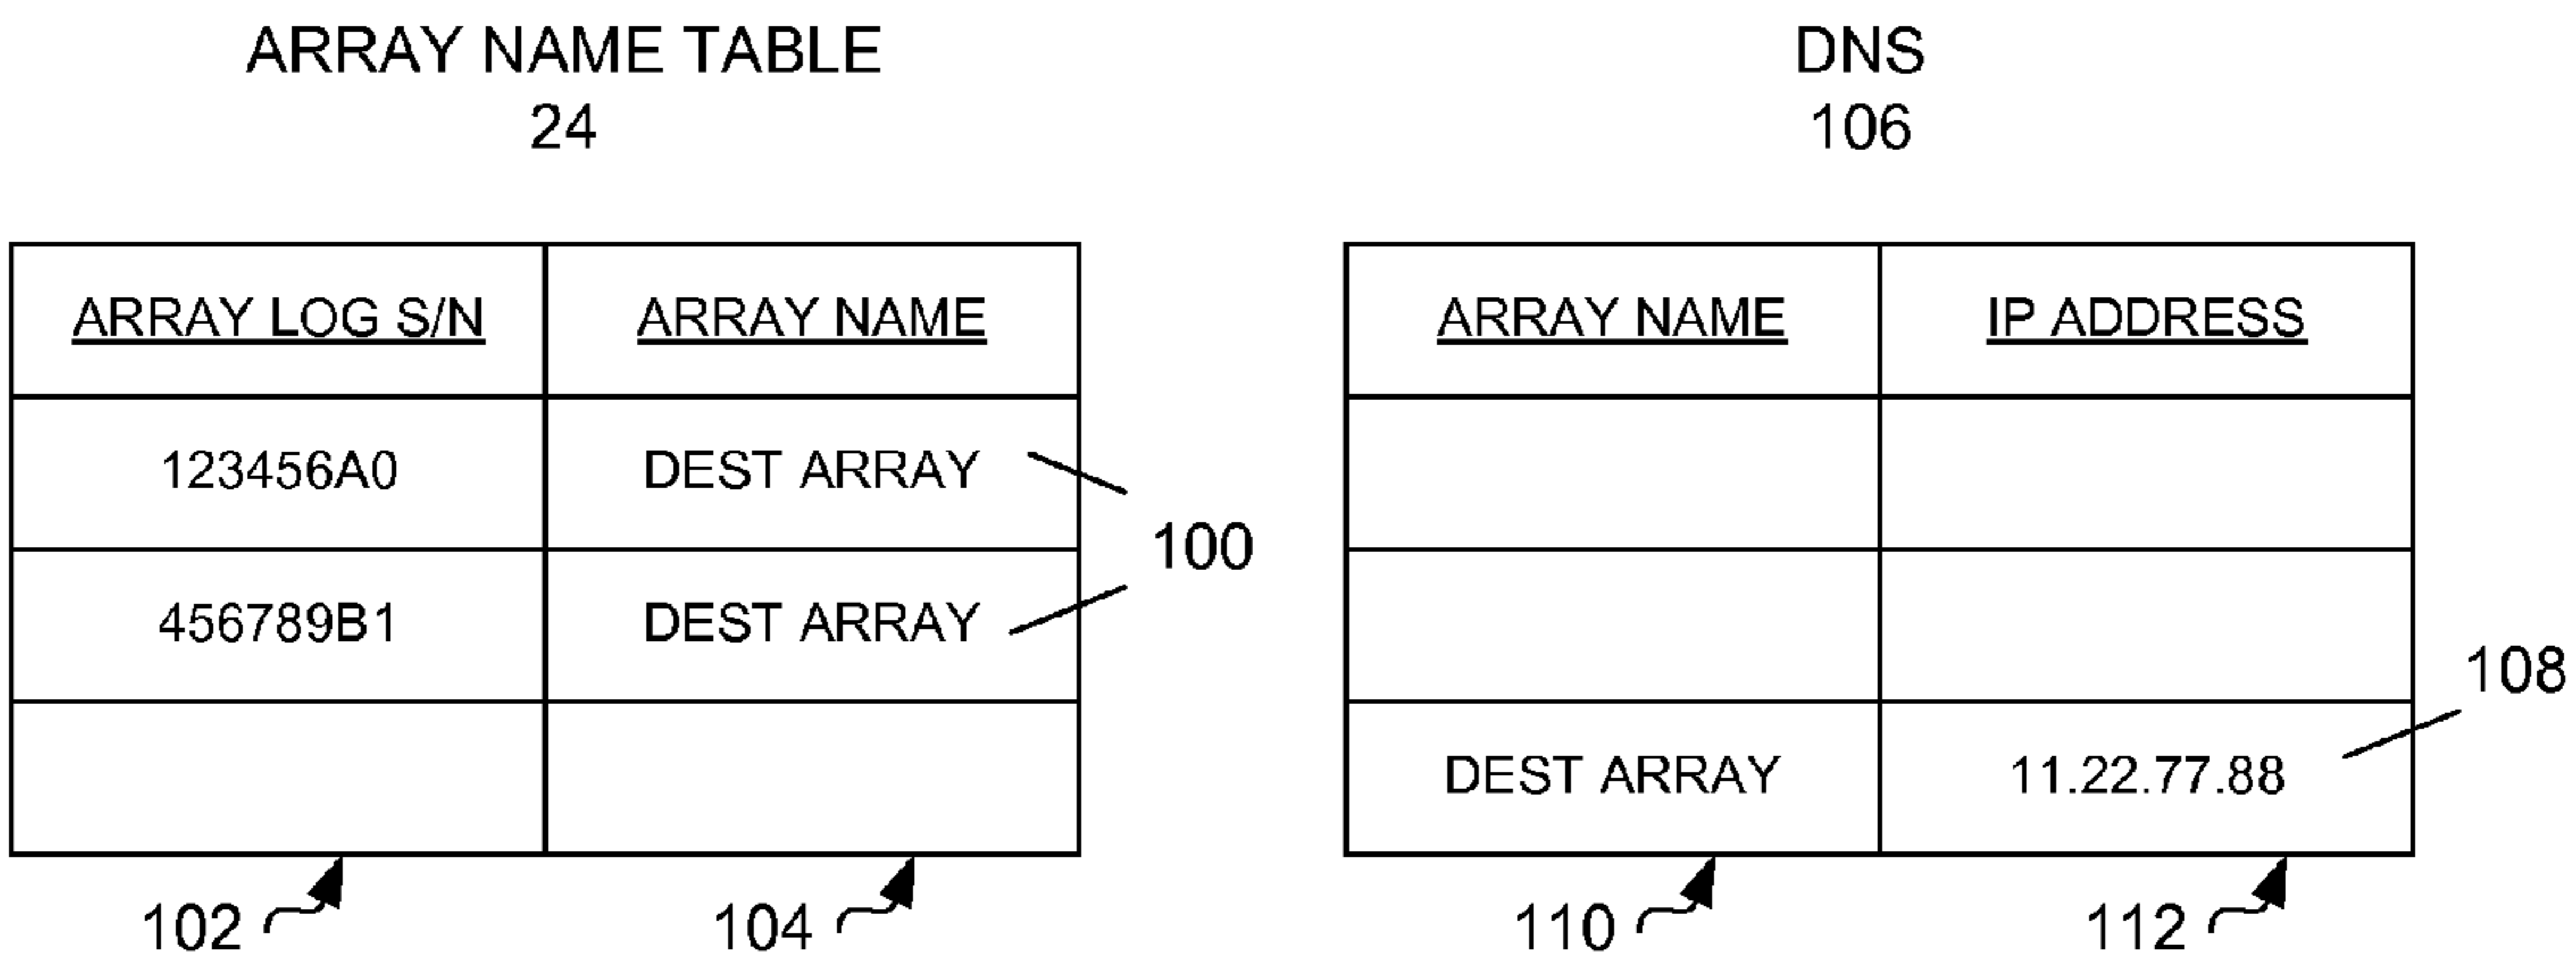 ARRAY NAME TABLE
24
ARRAY LOG S/N ARRAY NAME
123456A0 DEST ARRAY
456789B1 DEST ARRAY
100
102 104
DNS
106
ARRAY NAME IP ADDRESS
DEST ARRAY 11.22.77.88
108
110 112